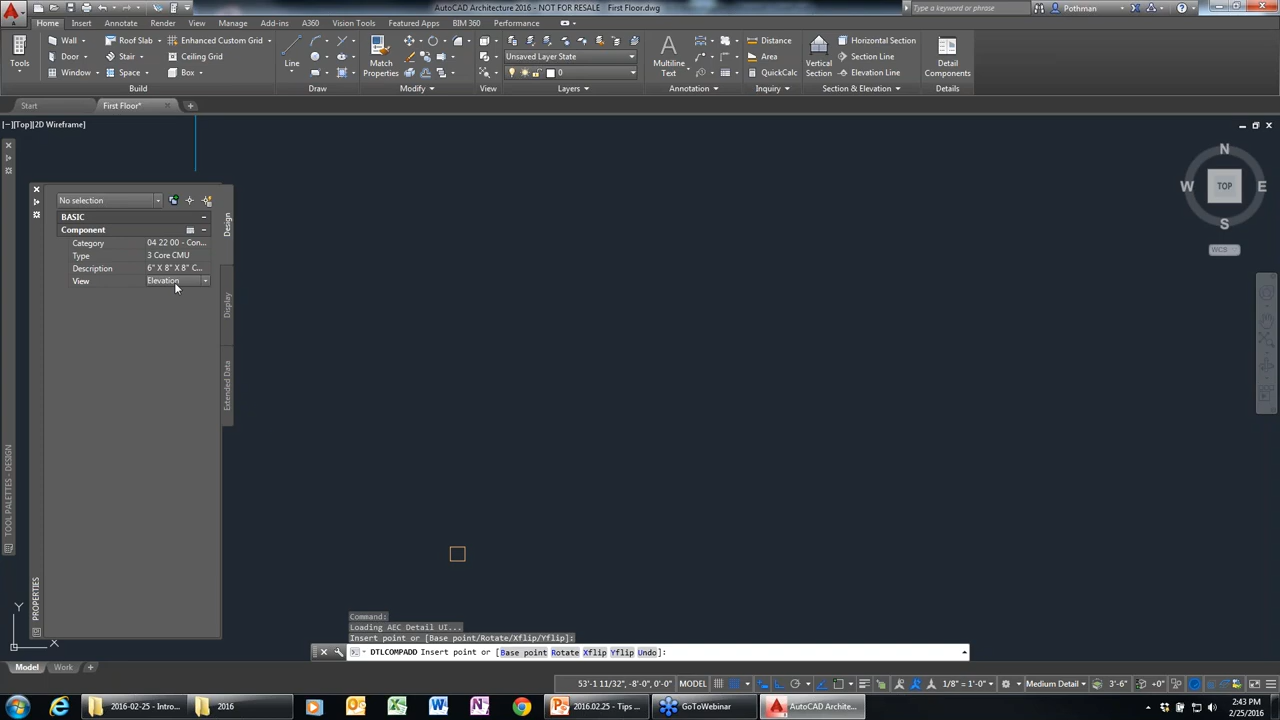 AutoCAD Architecture 2016 - NOT FOR RESALE First Floor.dwg
Type a keyword or phrase
Pothman
Home Insert Annotate Render View Manage Add-ins A360 Vision Tools Featured Apps BIM 360 Performance
Wall Roof Slab Enhanced Custom Grid
Door Stair Ceiling Grid
Window Space Box
Tools
Line
Match Properties
Unsaved Layer State
0
Multiline Text
Distance
Area
QuickCalc
Vertical Section
Horizontal Section
Section Line
Elevation Line
Detail Components
Build Draw Modify View Layers Annotation Inquiry Section & Elevation Details
Start First Floor*
[−][Top][2D Wireframe]
N
W TOP E
S
WCS
No selection
BASIC
Component
Category 04 22 00 - Con...
Type 3 Core CMU
Description 6" X 8" X 8" C...
View Elevation
Design
Display
Extended Data
TOOL PALETTES - DESIGN
PROPERTIES
Y
X
Command:
Loading AEC Detail UI...
Insert point or [Base point/Rotate/Xflip/Yflip]:
DTLCOMPADD Insert point or [Base point Rotate Xflip Yflip Undo]:
Model Work
53'-1 11/32", -8'-0", 0'-0" MODEL 1/8" = 1'-0" Medium Detail 3'-6" +0"
2016-02-25 - Intro... 2016 2016.02.25 - Tips ... GoToWebinar AutoCAD Archite...
2:43 PM
2/25/2016